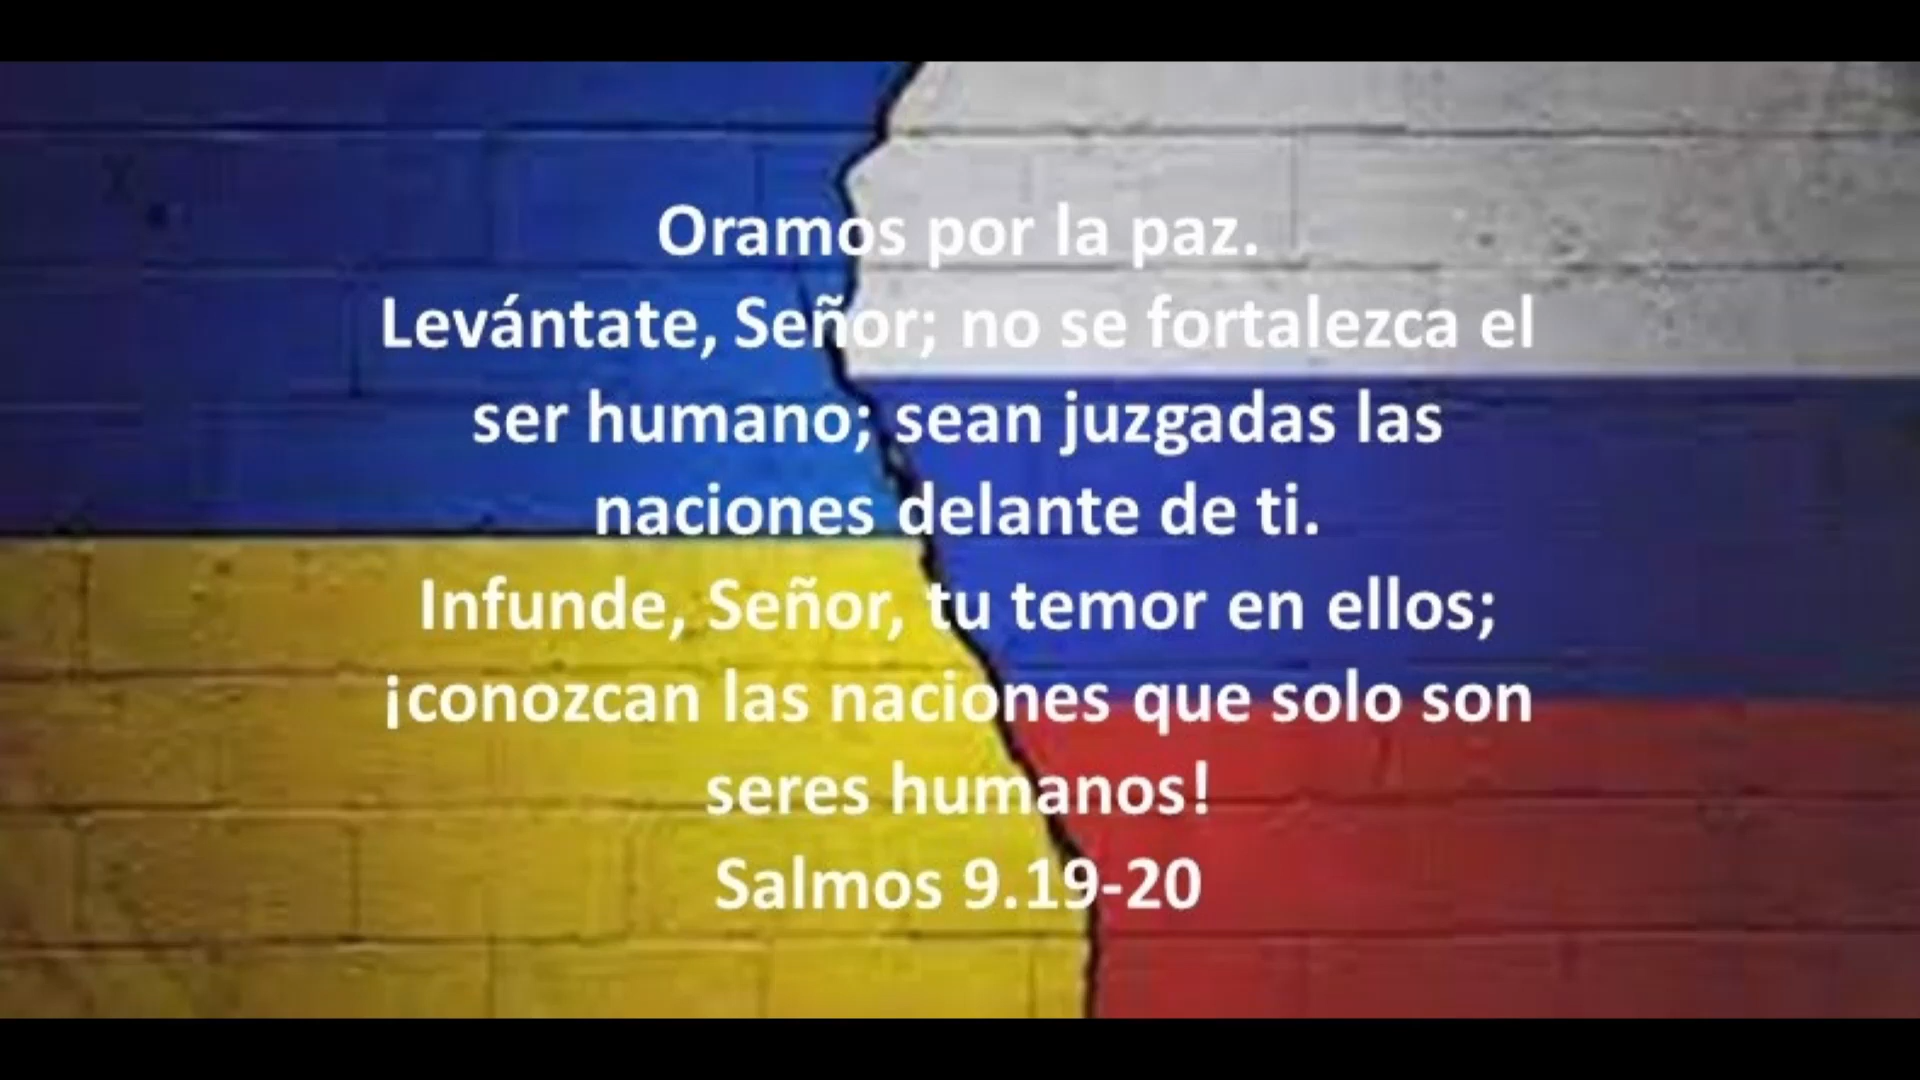 Oramos por la paz.
Levántate, Señor; no se fortalezca el
ser humano; sean juzgadas las
naciones delante de ti.
Infunde, Señor, tu temor en ellos;
¡conozcan las naciones que solo son
seres humanos!
Salmos 9.19-20